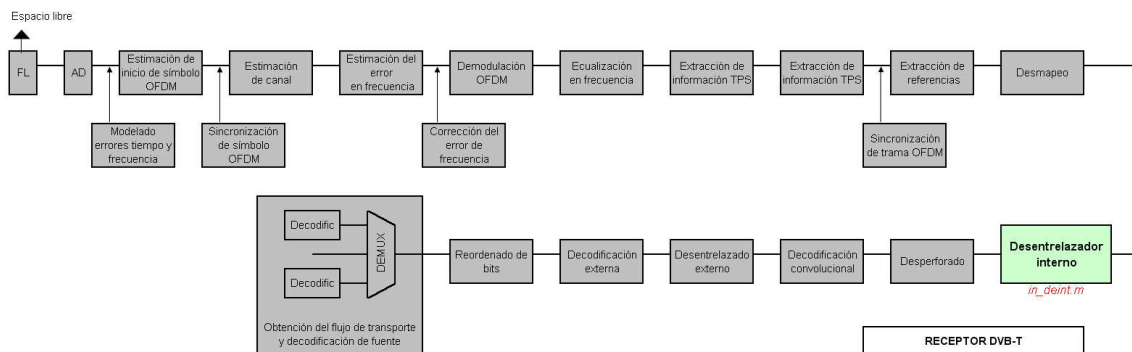 Espacio libre
FL
AD
Estimación de
inicio de símbolo
OFDM
Estimación
de canal
Estimación del
error
en frecuencia
Demodulación
OFDM
Ecualización
en frecuencia
Extracción de
información TPS
Extracción de
información TPS
Extracción de
referencias
Desmapeo
Modelado
errores tiempo y
frecuencia
Sincronización
de símbolo
OFDM
Corrección del
error de
frecuencia
Sincronización
de trama OFDM
Decodific
Decodific
DEMUX
Obtención del flujo de transporte
y decodificación de fuente
Reordenado de
bits
Decodificación
externa
Desentrelazado
externo
Decodificación
convolucional
Desperforado
Desentrelazador
interno
in_deint.m
RECEPTOR DVB-T